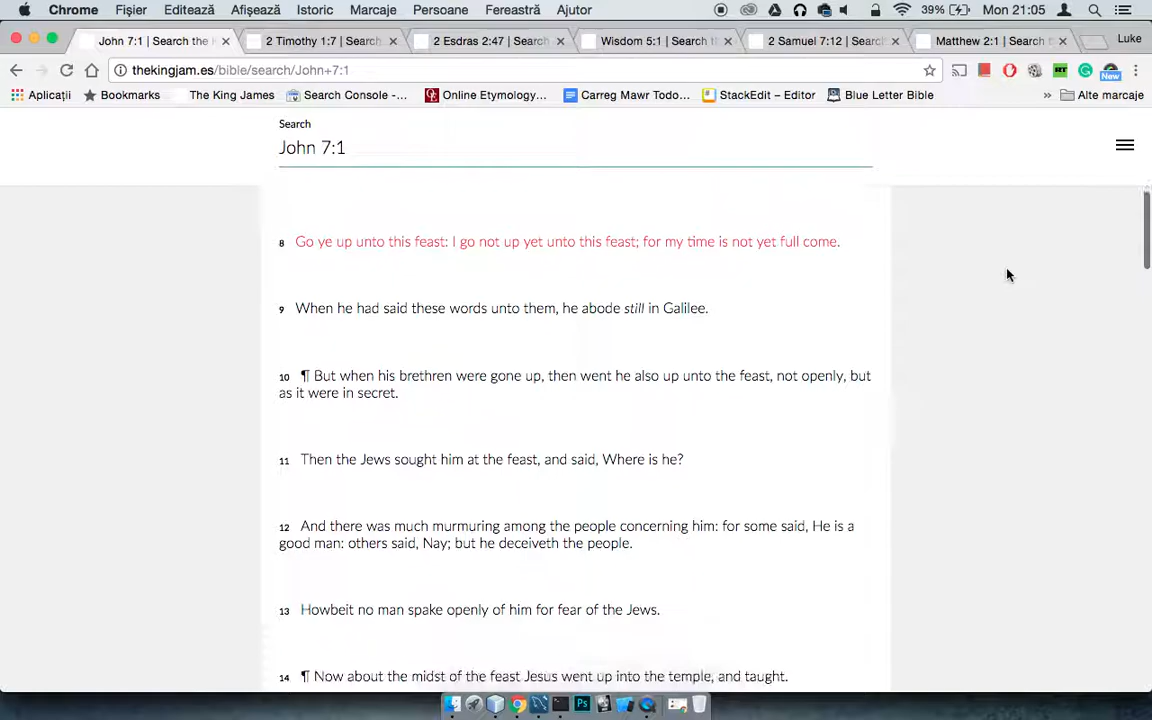 Chrome Fișier Editează Afișează Istoric Marcaje Persoane Fereastră Ajutor 2 39% Mon 21:05
John 7:1 | Search the 2 Timothy 1:7 | Search 2 Esdras 2:47 | Search Wisdom 5:1 | Search the 2 Samuel 7:12 | Search Matthew 2:1 | Search th Luke
thekingjam.es/bible/search/John+7:1 RT New
Aplicații Bookmarks The King James Search Console -... Online Etymology... Carreg Mawr Todo... StackEdit – Editor Blue Letter Bible » Alte marcaje
Search
John 7:1
8 Go ye up unto this feast: I go not up yet unto this feast; for my time is not yet full come.
9 When he had said these words unto them, he abode still in Galilee.
10 ¶ But when his brethren were gone up, then went he also up unto the feast, not openly, but
as it were in secret.
11 Then the Jews sought him at the feast, and said, Where is he?
12 And there was much murmuring among the people concerning him: for some said, He is a
good man: others said, Nay; but he deceiveth the people.
13 Howbeit no man spake openly of him for fear of the Jews.
14 ¶ Now about the midst of the feast Jesus went up into the temple, and taught.
Ps